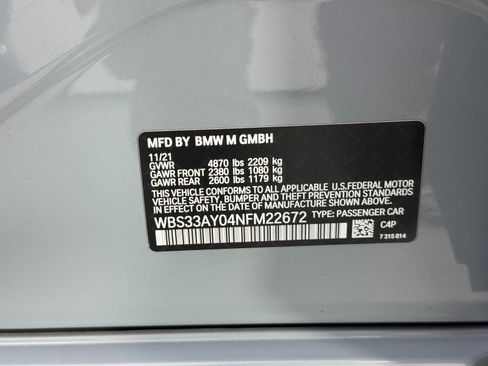 MFD BY BMW M GMBH
11/21
GVWR 4870 lbs 2209 kg
GAWR FRONT 2380 lbs 1080 kg
GAWR REAR 2600 lbs 1179 kg
THIS VEHICLE CONFORMS TO ALL APPLICABLE U.S.FEDERAL MOTOR
VEHICLE SAFETY, BUMPER AND THEFT PREVENTION STANDARDS
IN EFFECT ON THE DATE OF MANUFACTURE SHOWN ABOVE.
WBS33AY04NFM22672 TYPE: PASSENGER CAR
C4P
7 315 814